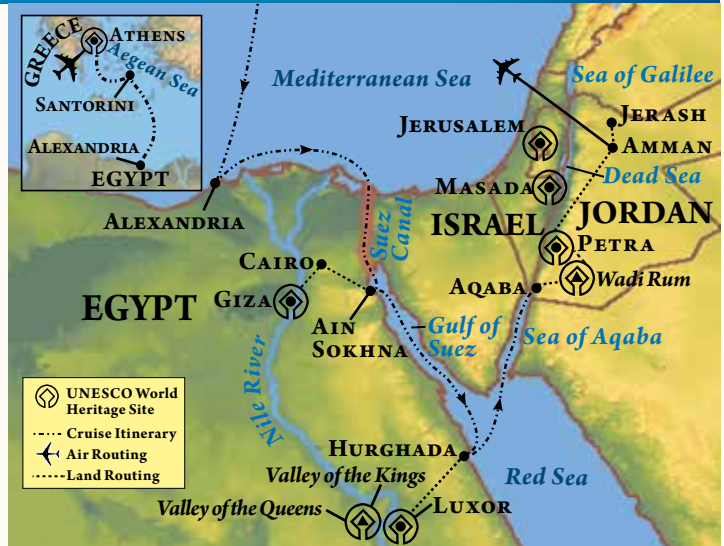 GREECE
ATHENS
Aegean Sea
SANTORINI
ALEXANDRIA
EGYPT
Mediterranean Sea
Sea of Galilee
JERUSALEM
JERASH
AMMAN
MASADA
Dead Sea
ALEXANDRIA
ISRAEL
JORDAN
Suez
Canal
PETRA
CAIRO
Wadi Rum
EGYPT
GIZA
AQABA
AIN
SOKHNA
Gulf of
Suez
Sea of Aqaba
UNESCO World
Heritage Site
Cruise Itinerary
Air Routing
Land Routing
Nile River
HURGHADA
Valley of the Kings
Red Sea
Valley of the Queens
LUXOR